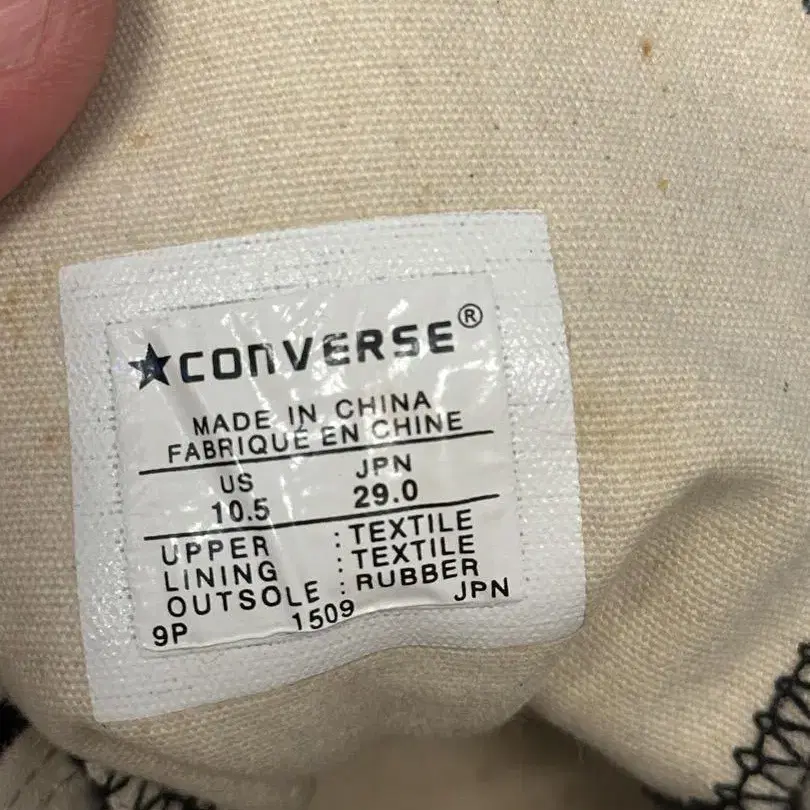 ★CONVERSE®
MADE IN CHINA
FABRIQUÉ EN CHINE
US JPN
10.5 29.0
UPPER : TEXTILE
LINING : TEXTILE
OUTSOLE : RUBBER
9P 1509 JPN